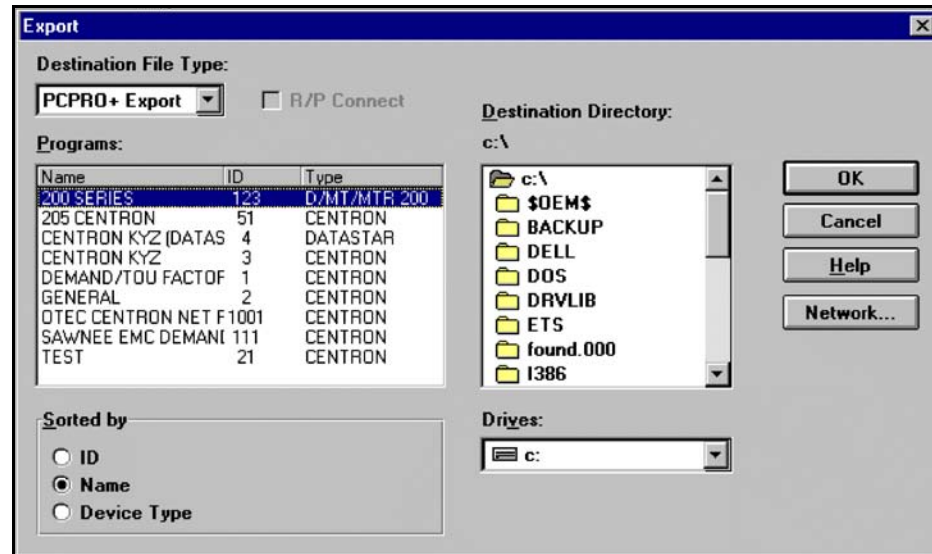 Export
Destination File Type:
PCPRO+ Export
R/P Connect
Programs:
Name ID Type
200 SERIES 123 D/MT/MTR 200
205 CENTRON 51 CENTRON
CENTRON KYZ (DATAS 4 DATASTAR
CENTRON KYZ 3 CENTRON
DEMAND/TOU FACTOF 1 CENTRON
GENERAL 2 CENTRON
OTEC CENTRON NET F 1001 CENTRON
SAWNEE EMC DEMANI 111 CENTRON
TEST 21 CENTRON
Sorted by
ID
Name
Device Type
Destination Directory:
c:\
c:\
$OEM$
BACKUP
DELL
DOS
DRVLIB
ETS
found.000
I386
Drives:
c:
OK
Cancel
Help
Network...